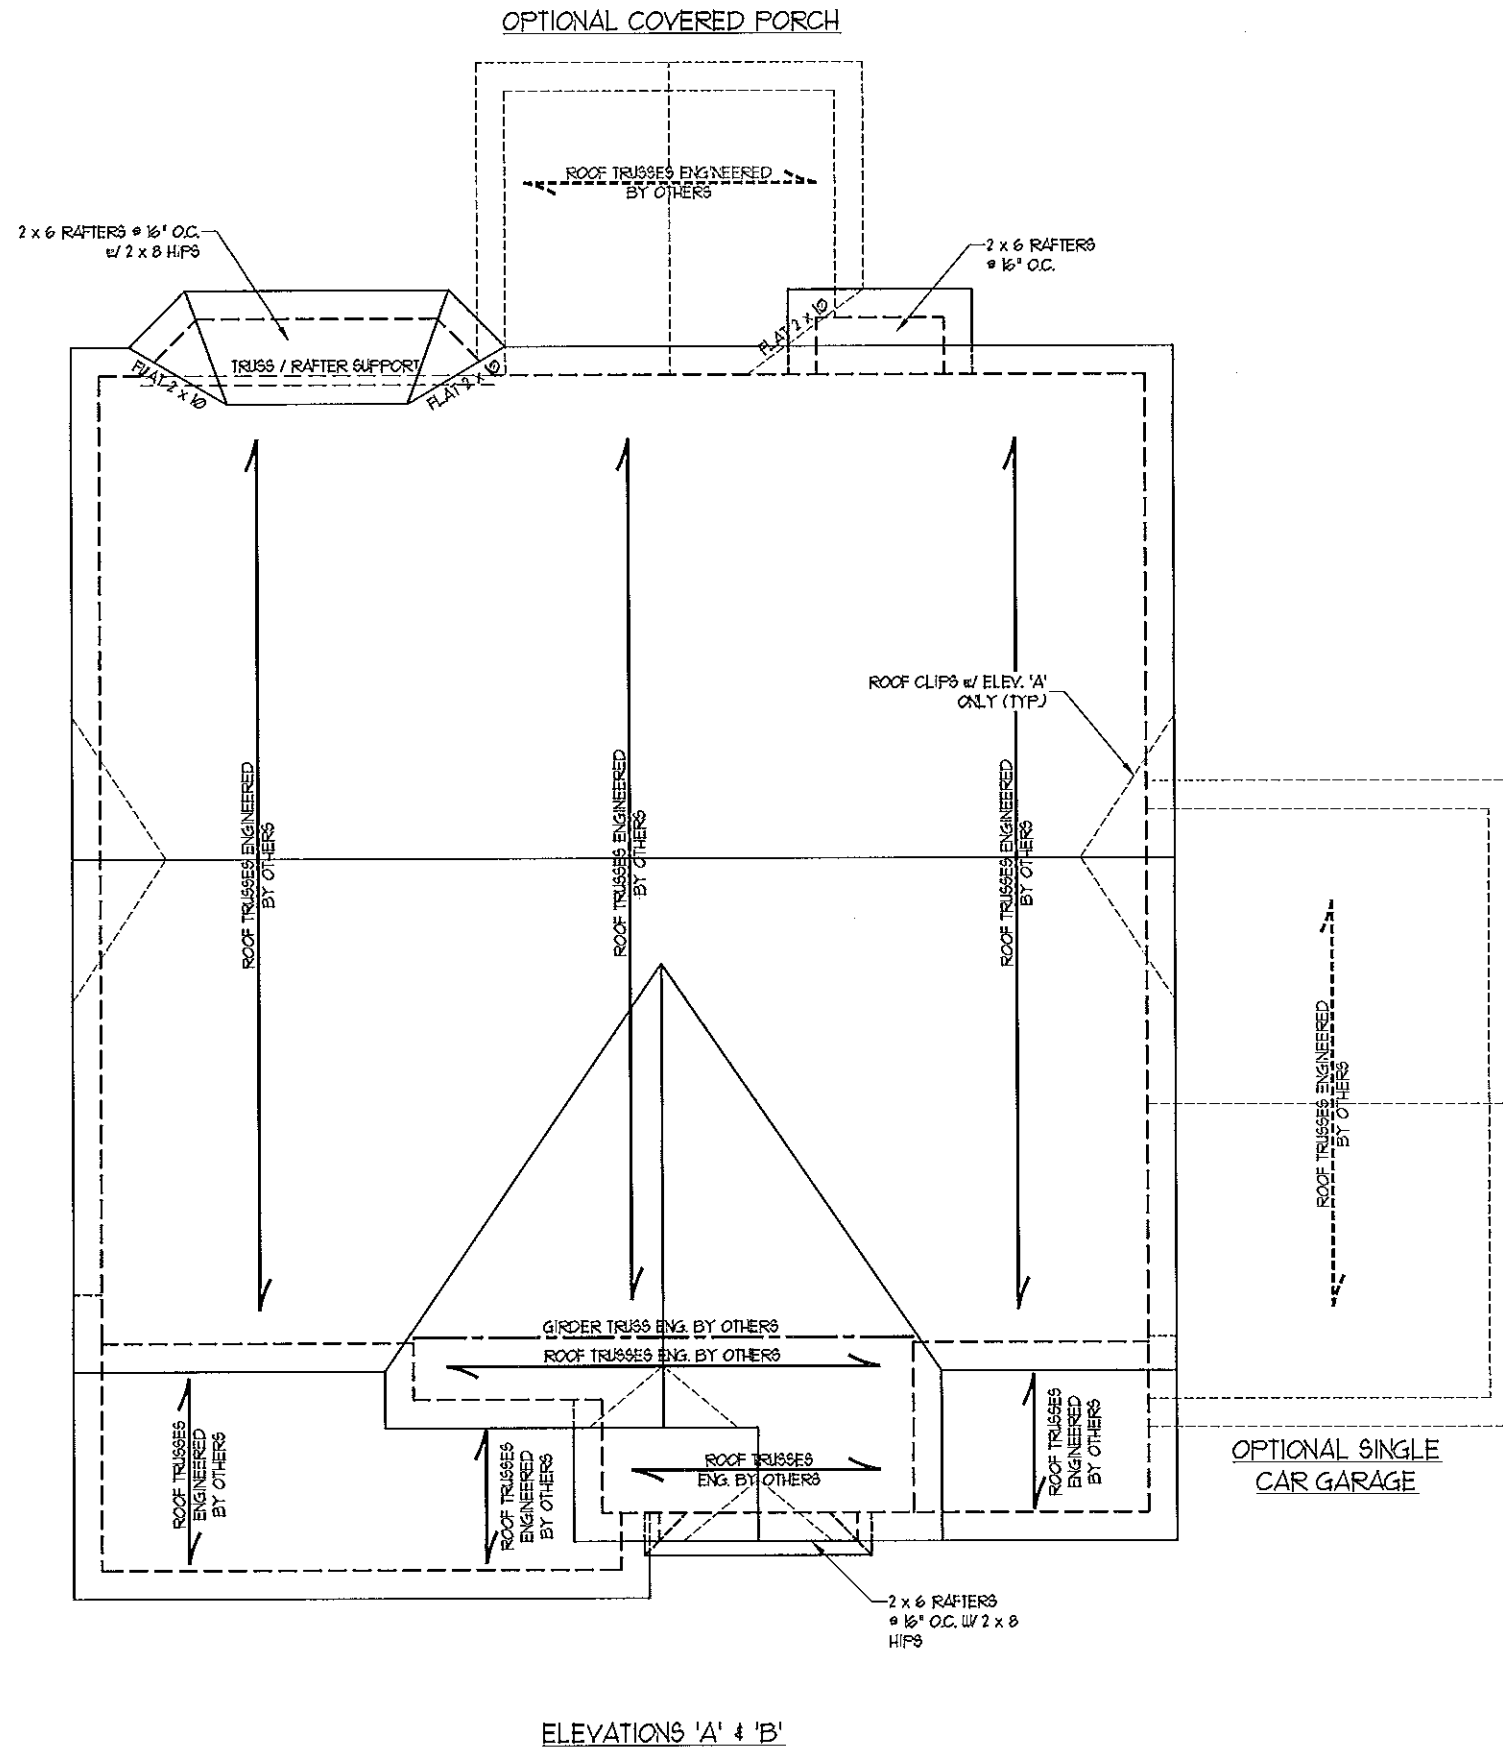 OPTIONAL COVERED PORCH
ROOF TRUSSES ENGINEERED
BY OTHERS
2 x 6 RAFTERS @ 16" O.C.
w/ 2 x 8 HIPS
2 x 6 RAFTERS
@ 16" O.C.
FLAT 2 x 10
TRUSS / RAFTER SUPPORT
FLAT 2 x 10
FLAT 2 x 10
ROOF CLIPS w/ ELEV. 'A'
ONLY (TYP.)
ROOF TRUSSES ENGINEERED
BY OTHERS
ROOF TRUSSES ENGINEERED
BY OTHERS
ROOF TRUSSES ENGINEERED
BY OTHERS
ROOF TRUSSES ENGINEERED
BY OTHERS
GIRDER TRUSS ENG. BY OTHERS
ROOF TRUSSES ENG. BY OTHERS
ROOF TRUSSES
ENGINEERED
BY OTHERS
ROOF TRUSSES
ENGINEERED
BY OTHERS
ROOF TRUSSES
ENG. BY OTHERS
ROOF TRUSSES
ENGINEERED
BY OTHERS
OPTIONAL SINGLE
CAR GARAGE
2 x 6 RAFTERS
@ 16" O.C. W/ 2 x 8
HIPS
ELEVATIONS 'A' & 'B'